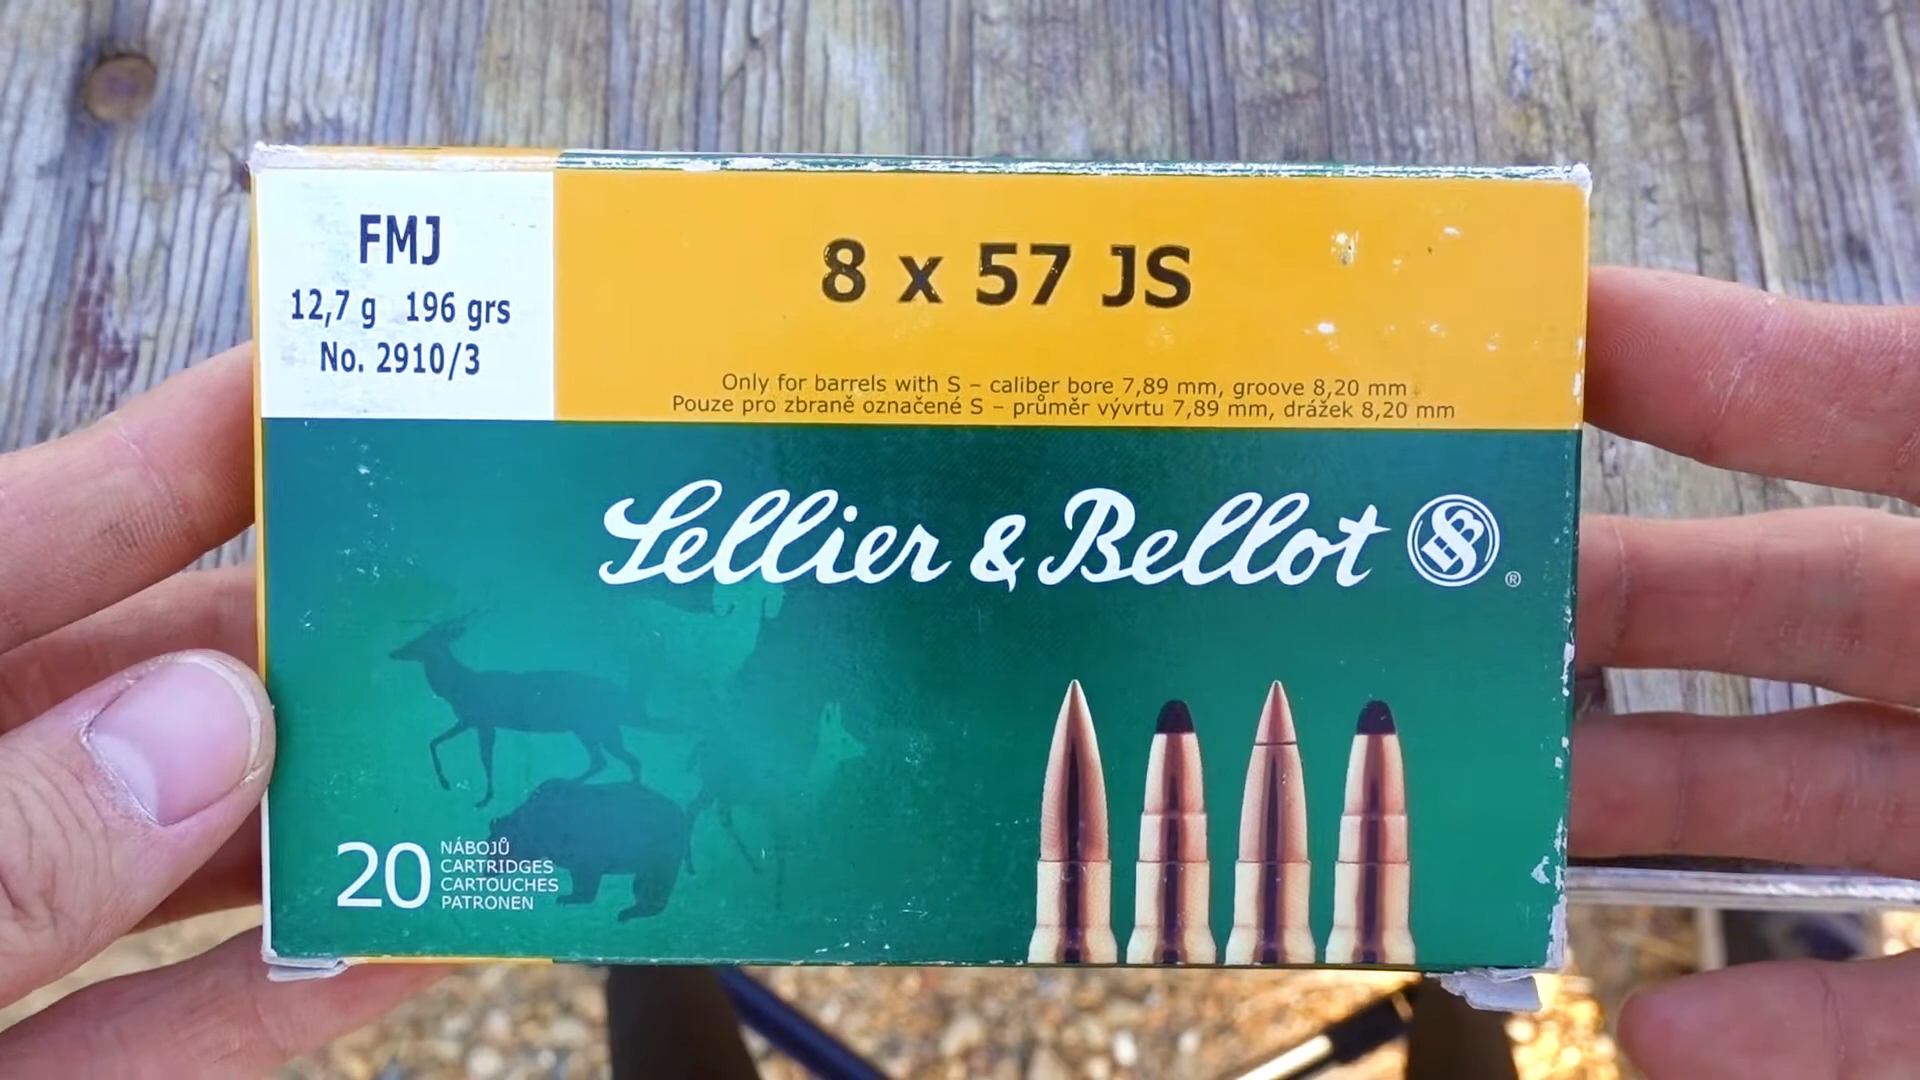 FMJ
12,7 g 196 grs
No. 2910/3
8 x 57 JS
Only for barrels with S – caliber bore 7,89 mm, groove 8,20 mm
Pouze pro zbraně označené S – průměr vývrtu 7,89 mm, drážek 8,20 mm
Sellier & Bellot SB ®
20
NÁBOJŮ
CARTRIDGES
CARTOUCHES
PATRONEN